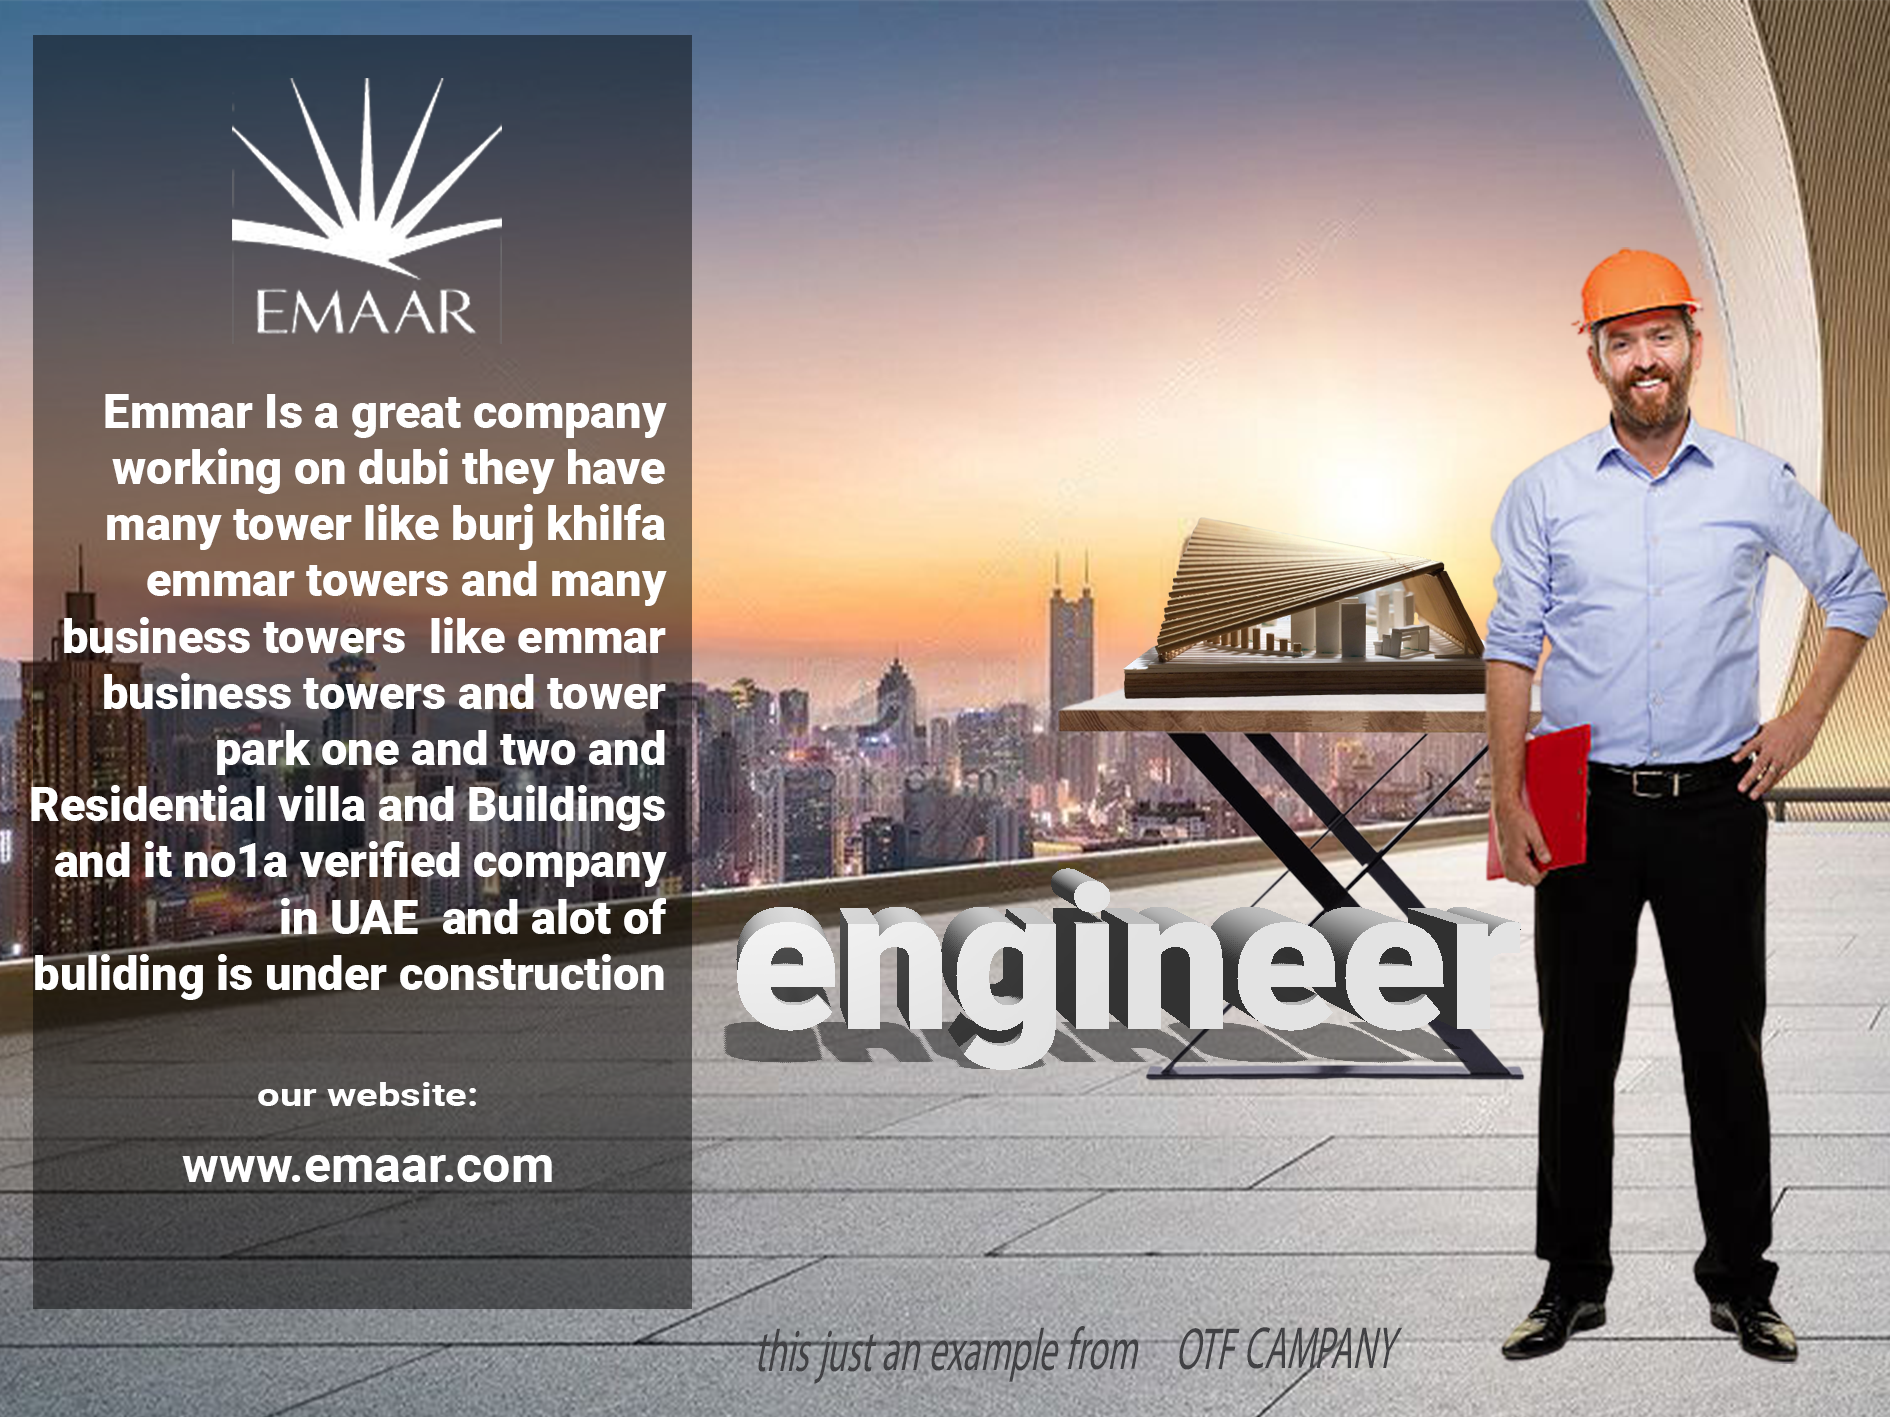 EMAAR
Emmar Is a great company
working on dubi they have
many tower like burj khilfa
emmar towers and many
business towers  like emmar
business towers and tower
park one and two and
Residential villa and Buildings
and it no1a verified company
in UAE  and alot of
buliding is under construction
our website:
www.emaar.com
engineer
this just an example from OTF CAMPANY